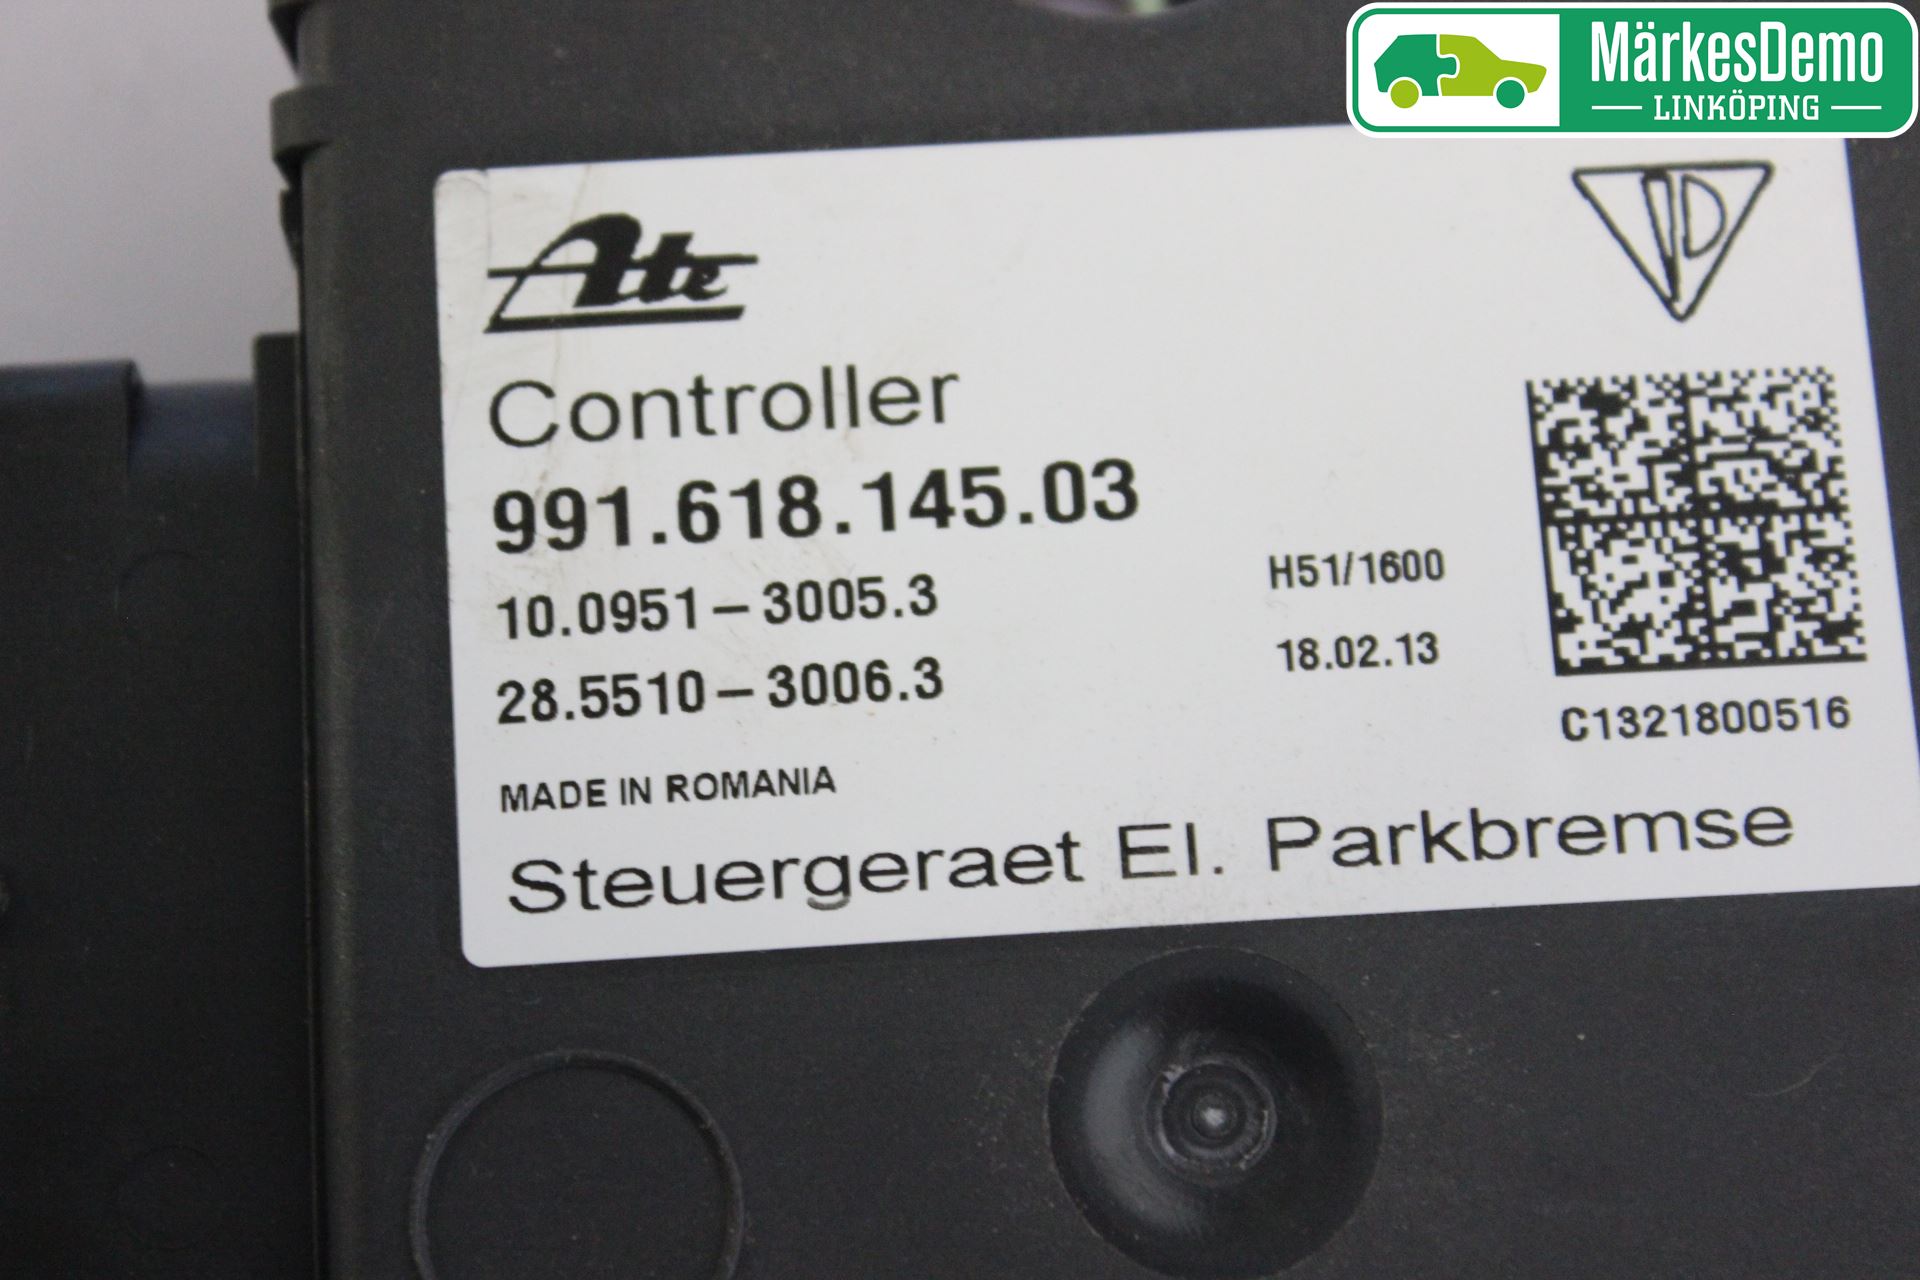 MärkesDemo
LINKÖPING
Ate
Controller
991.618.145.03
10.0951-3005.3
H51/1600
28.5510-3006.3
18.02.13
C1321800516
MADE IN ROMANIA
Steuergeraet El. Parkbremse